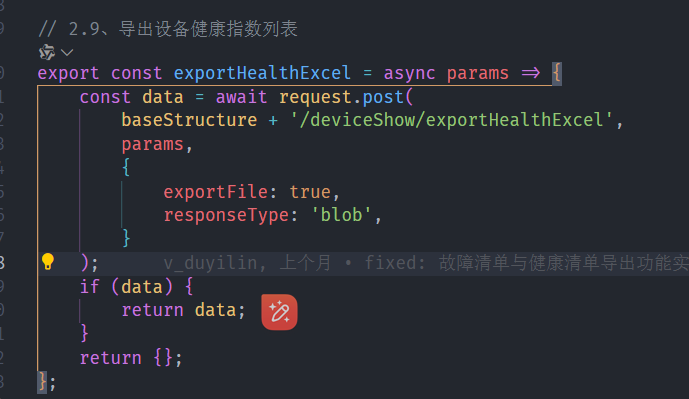 // 2.9、导出设备健康指数列表
export const exportHealthExcel = async params => {
const data = await request.post(
baseStructure + '/deviceShow/exportHealthExcel',
params,
{
exportFile: true,
responseType: 'blob',
}
); v_duyilin, 上个月 • fixed: 故障清单与健康清单导出功能实
if (data) {
return data;
}
return {};
};